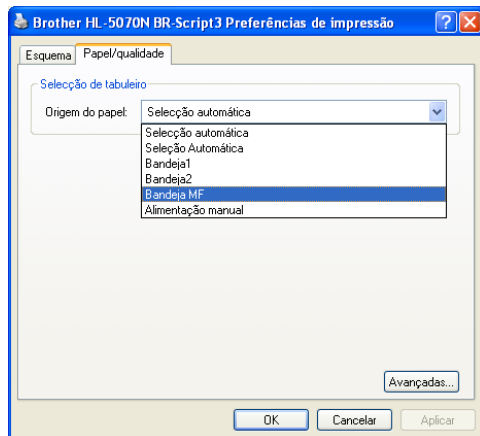 Brother HL-5070N BR-Script3 Preferências de impressão
Esquema Papel/qualidade
Selecção de tabuleiro
Origem do papel: Selecção automática
Selecção automática
Seleção Automática
Bandeja1
Bandeja2
Bandeja MF
Alimentação manual
Avançadas...
OK Cancelar Aplicar